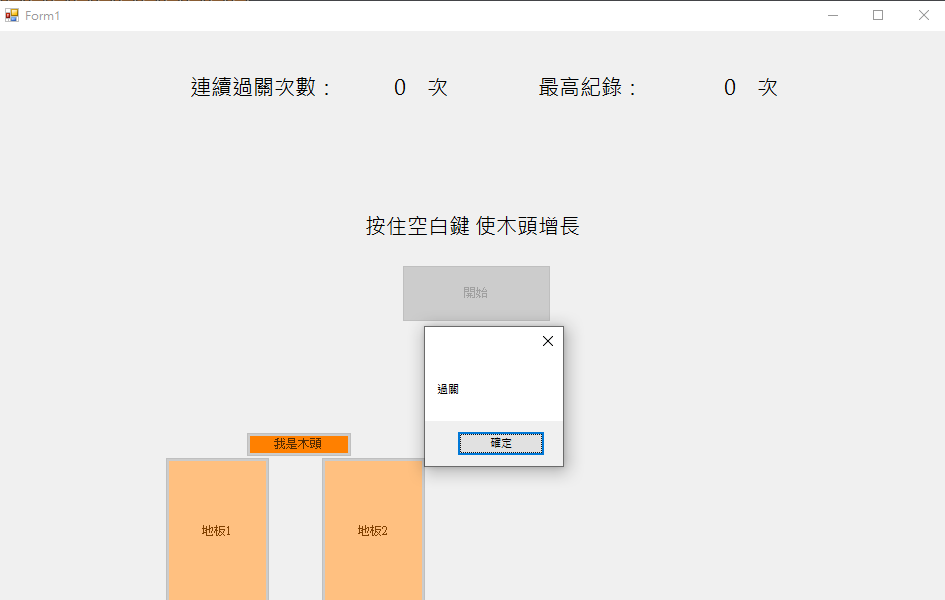 Form1
連續過關次數： 0 次 最高紀錄： 0 次
按住空白鍵 使木頭增長
開始
過關
確定
我是木頭
地板1 地板2